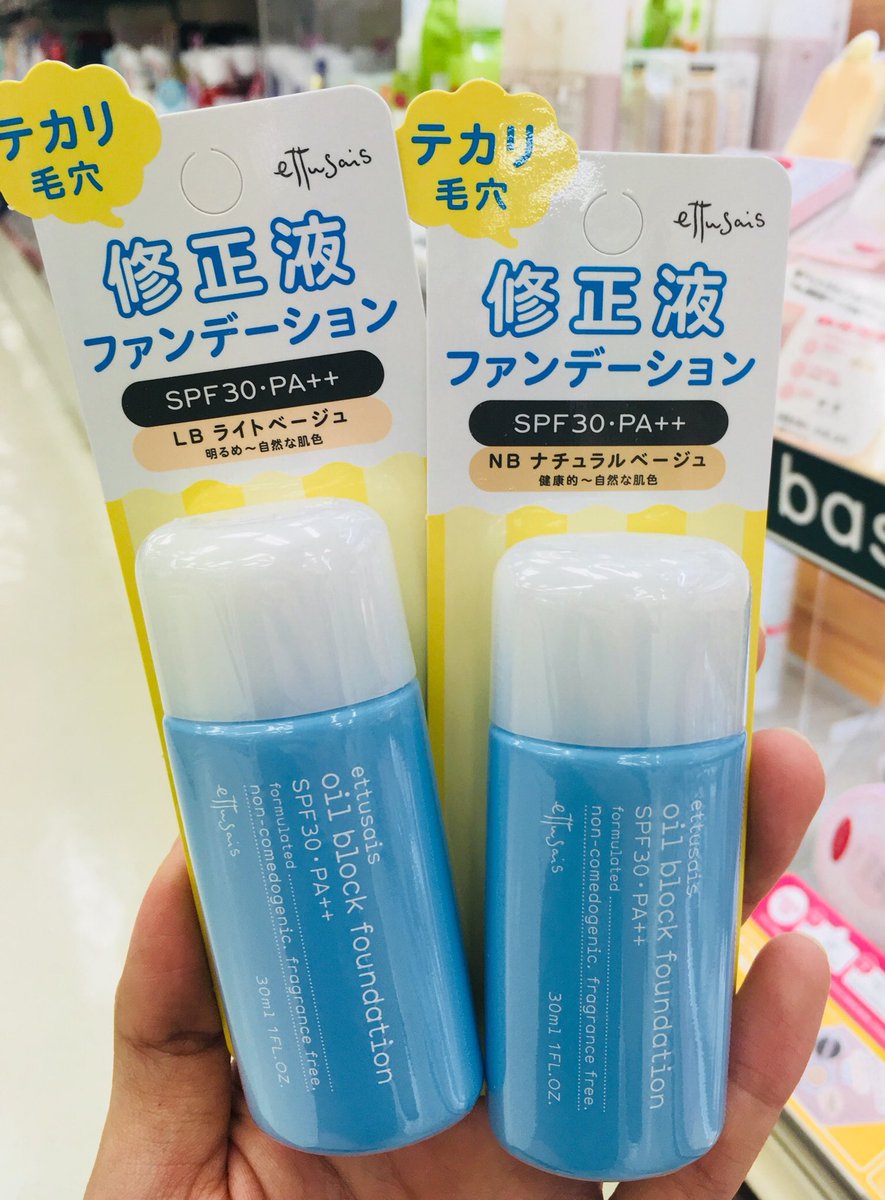 テカリ
毛穴
ettusais
修正液
ファンデーション
SPF30・PA++
LB ライトベージュ
明るめ～自然な肌色
ettusais
oil block foundation
SPF30・PA++
formulated
non-comedogenic. fragrance free.
ettusais
30ml 1FL.OZ.
テカリ
毛穴
ettusais
修正液
ファンデーション
SPF30・PA++
NB ナチュラルベージュ
健康的～自然な肌色
ettusais
oil block foundation
SPF30・PA++
formulated
non-comedogenic. fragrance free.
ettusais
30ml 1FL.OZ.
bas